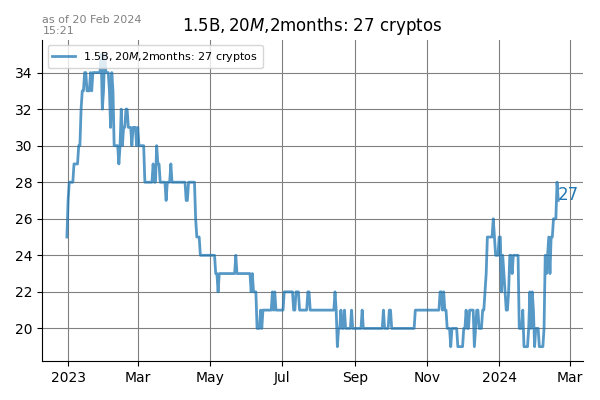 as of 20 Feb 2024
15:21
1.5B, 20M,2months: 27 cryptos
1.5B, 20M,2months: 27 cryptos
34
32
30
28
26
24
22
20
27
2023
Mar
May
Jul
Sep
Nov
2024
Mar